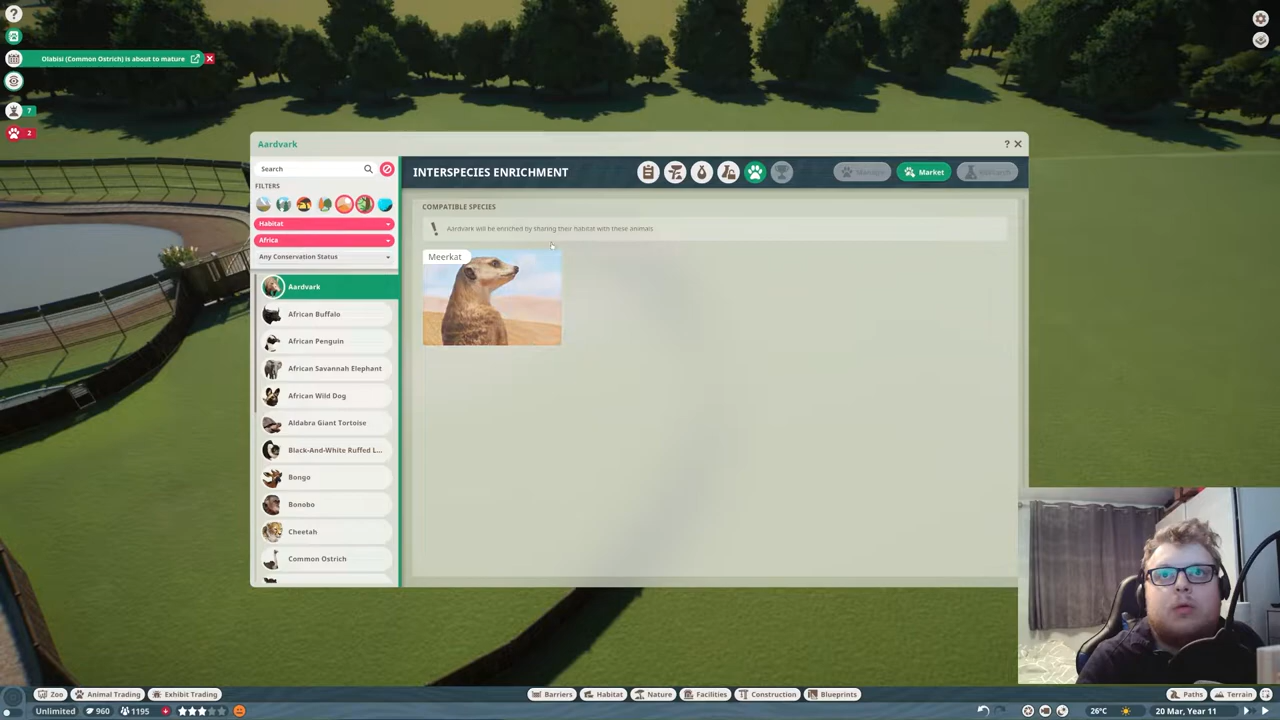 ?
Olabisi (Common Ostrich) is about to mature
7
2
Aardvark
?
Search
FILTERS
Habitat
Africa
Any Conservation Status
Aardvark
African Buffalo
African Penguin
African Savannah Elephant
African Wild Dog
Aldabra Giant Tortoise
Black-And-White Ruffed L...
Bongo
Bonobo
Cheetah
Common Ostrich
INTERSPECIES ENRICHMENT
Market
Research
COMPATIBLE SPECIES
Aardvark will be enriched by sharing their habitat with these animals.
Meerkat
Zoo
Animal Trading
Exhibit Trading
Barriers
Habitat
Nature
Facilities
Construction
Blueprints
Paths
Terrain
Unlimited
960
1195
26°C
20 Mar, Year 11